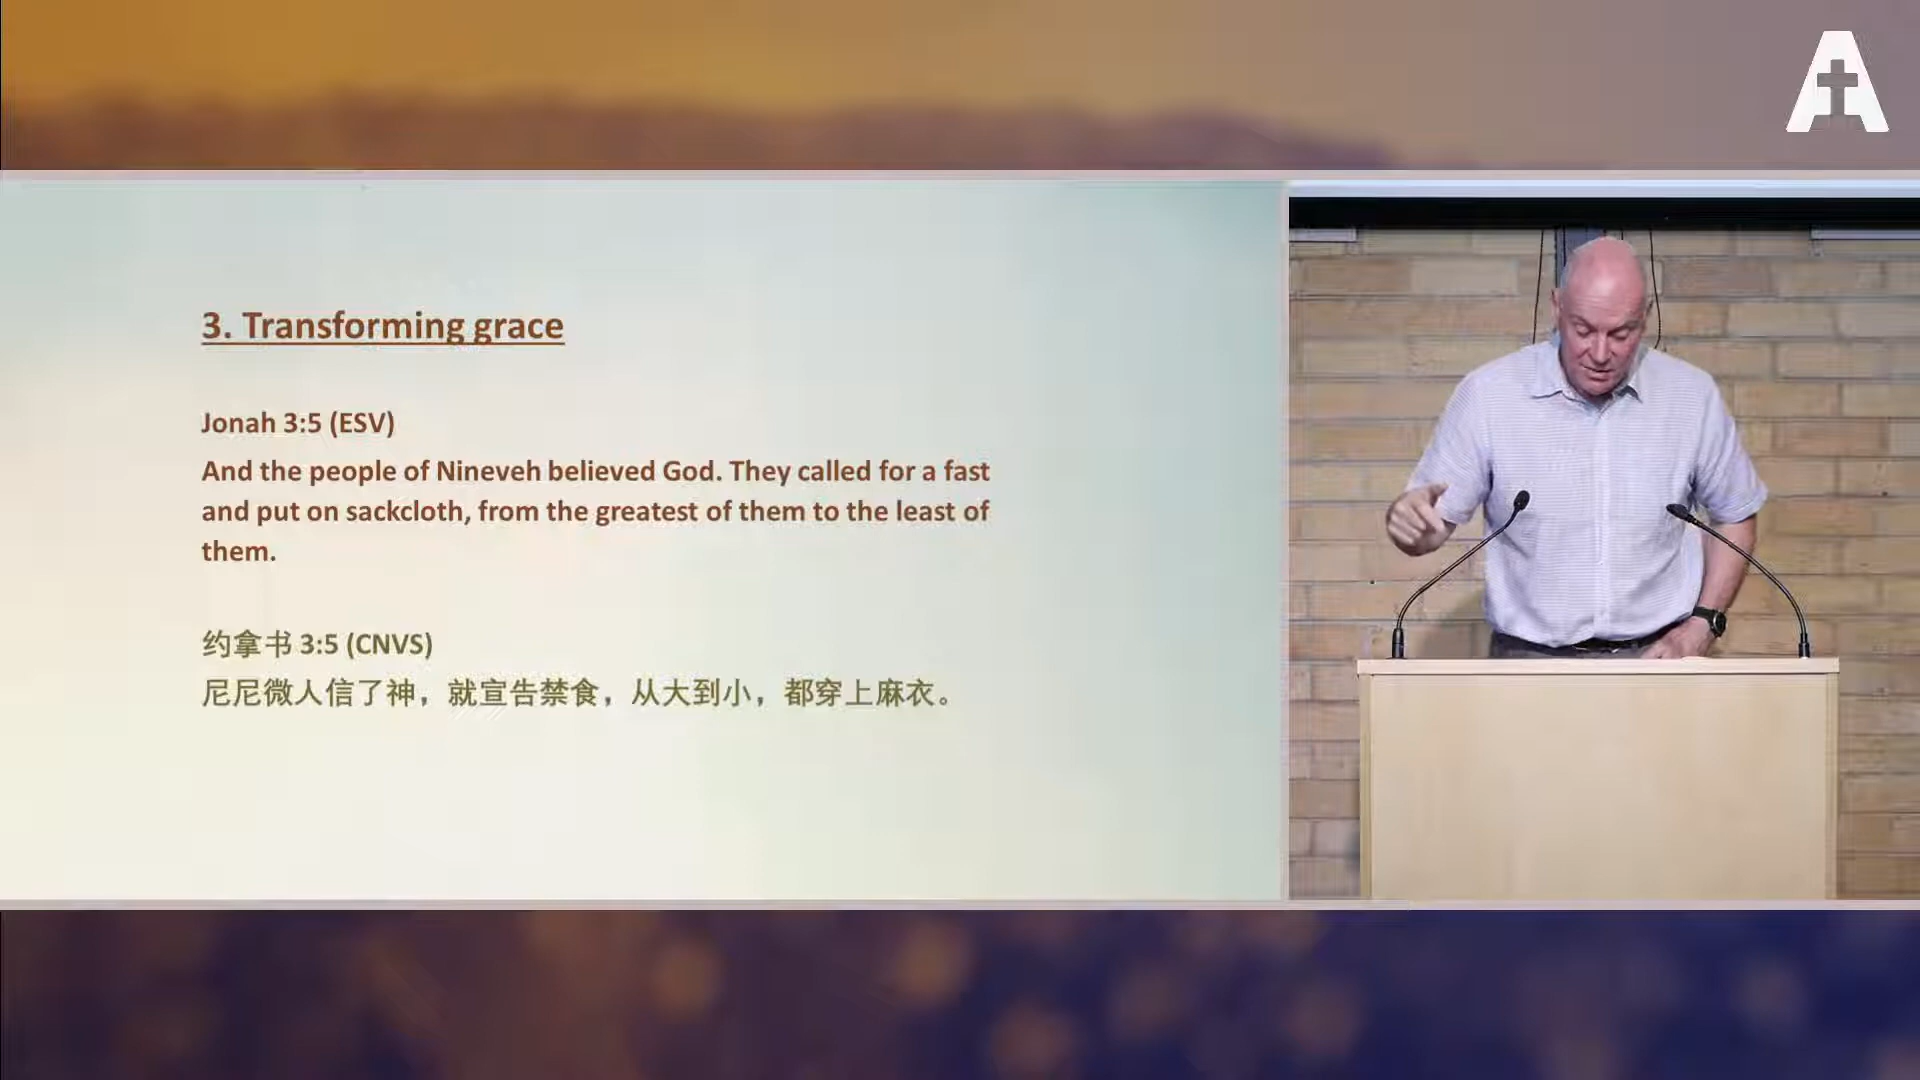 A
3. Transforming grace
Jonah 3:5 (ESV)
And the people of Nineveh believed God. They called for a fast
and put on sackcloth, from the greatest of them to the least of
them.
约拿书 3:5 (CNVS)
尼尼微人信了神，就宣告禁食，从大到小，都穿上麻衣。